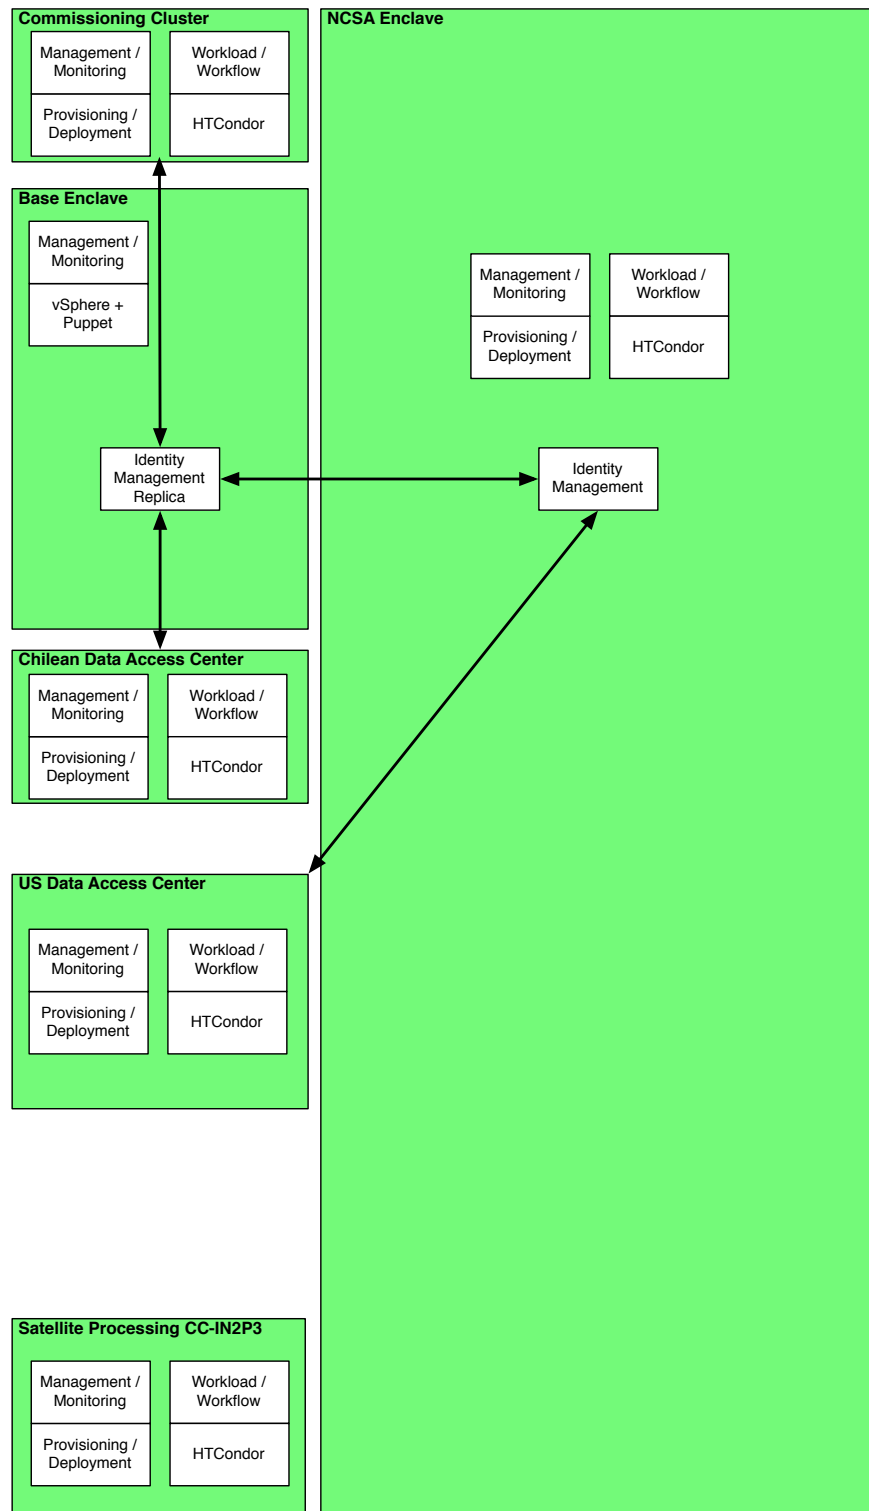 Commissioning Cluster
Management /
Monitoring
Provisioning /
Deployment
Workload /
Workflow
HTCondor
Base Enclave
Management /
Monitoring
vSphere +
Puppet
Identity
Management
Replica
Chilean Data Access Center
Management /
Monitoring
Provisioning /
Deployment
Workload /
Workflow
HTCondor
US Data Access Center
Management /
Monitoring
Provisioning /
Deployment
Workload /
Workflow
HTCondor
Satellite Processing CC-IN2P3
Management /
Monitoring
Provisioning /
Deployment
Workload /
Workflow
HTCondor
NCSA Enclave
Management /
Monitoring
Provisioning /
Deployment
Workload /
Workflow
HTCondor
Identity
Management